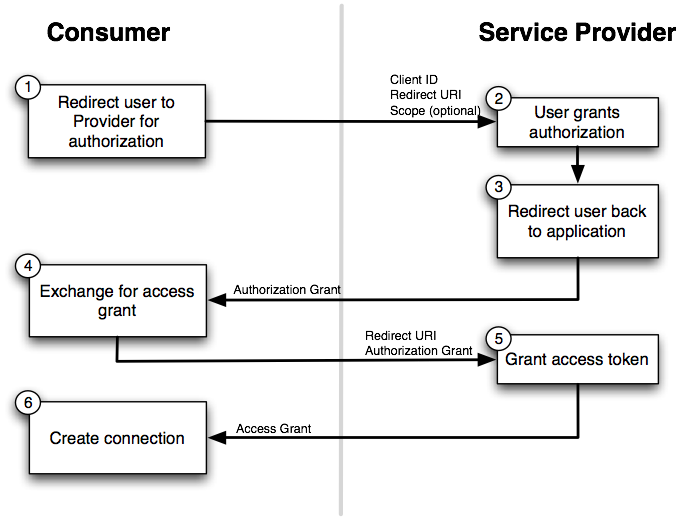 Consumer
Service Provider
1
Redirect user to
Provider for
authorization
Client ID
Redirect URI
Scope (optional)
2
User grants
authorization
3
Redirect user back
to application
4
Exchange for access
grant
Authorization Grant
Redirect URI
Authorization Grant
5
Grant access token
6
Create connection
Access Grant